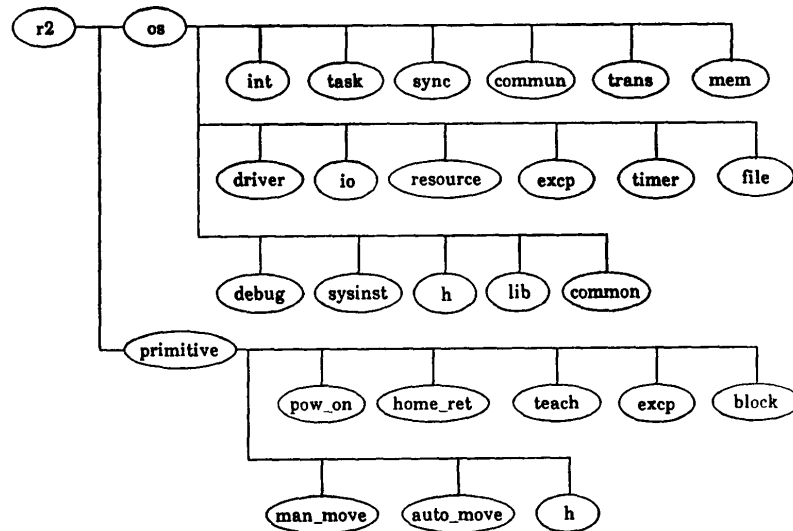 r2 os
int task sync commun trans mem
driver io resource excp timer file
debug sysinst h lib common
primitive
pow_on home_ret teach excp block
man_move auto_move h